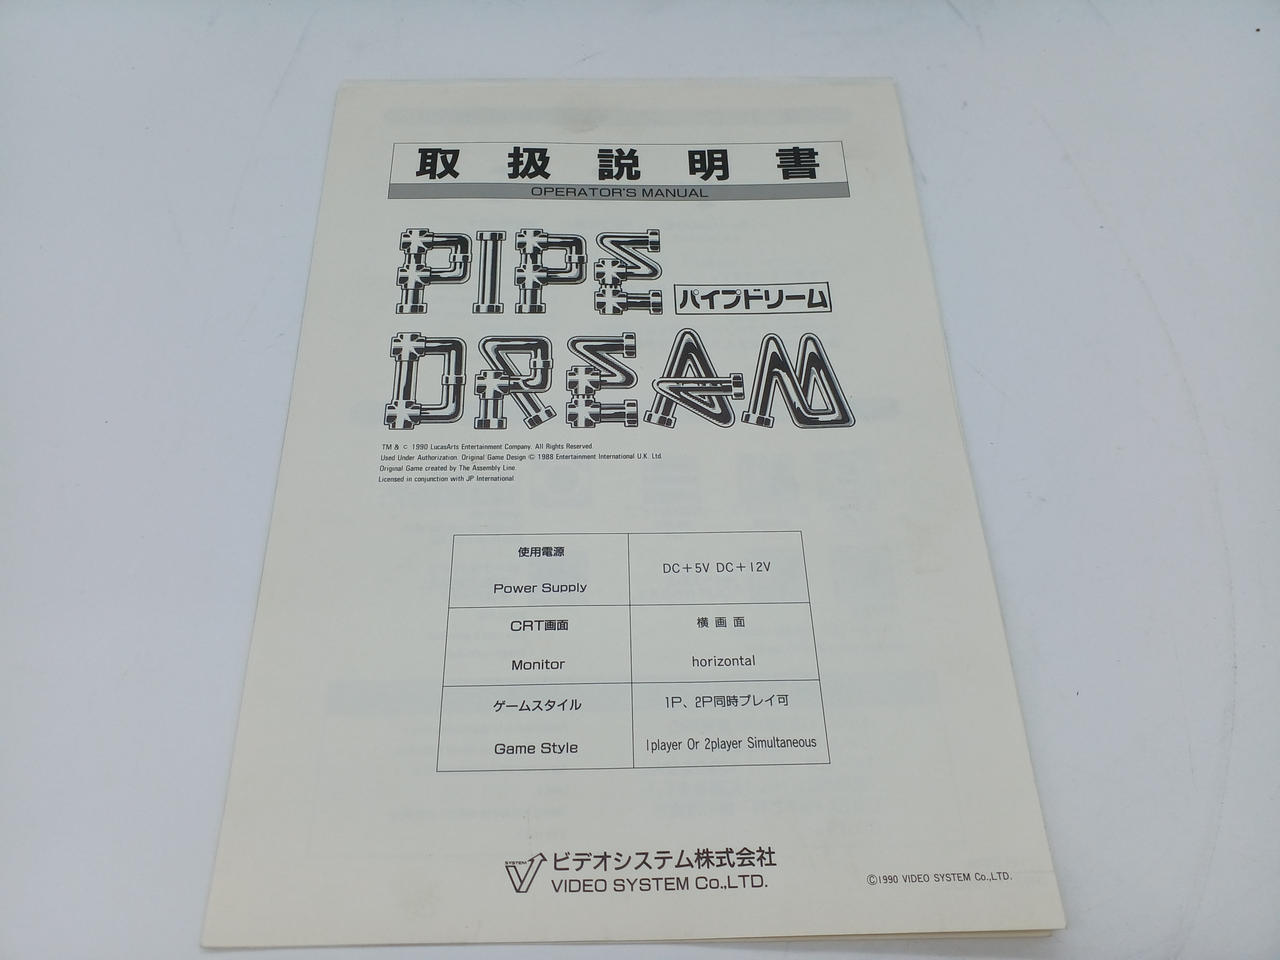 取扱説明書
OPERATOR'S MANUAL
PIPE
パイプドリーム
DREAM
TM & © 1990 LucasArts Entertainment Company. All Rights Reserved.
Used Under Authorization. Original Game Design © 1988 Entertainment International U.K. Ltd.
Original Game created by The Assembly Line.
Licensed in conjunction with JP International
使用電源
Power Supply
DC+5V DC+12V
CRT画面
Monitor
横画面
horizontal
ゲームスタイル
Game Style
1P、2P同時プレイ可
1player Or 2player Simultaneous
SYSTEM
V
ビデオシステム株式会社
VIDEO SYSTEM Co.,LTD.
©1990 VIDEO SYSTEM Co.,LTD.